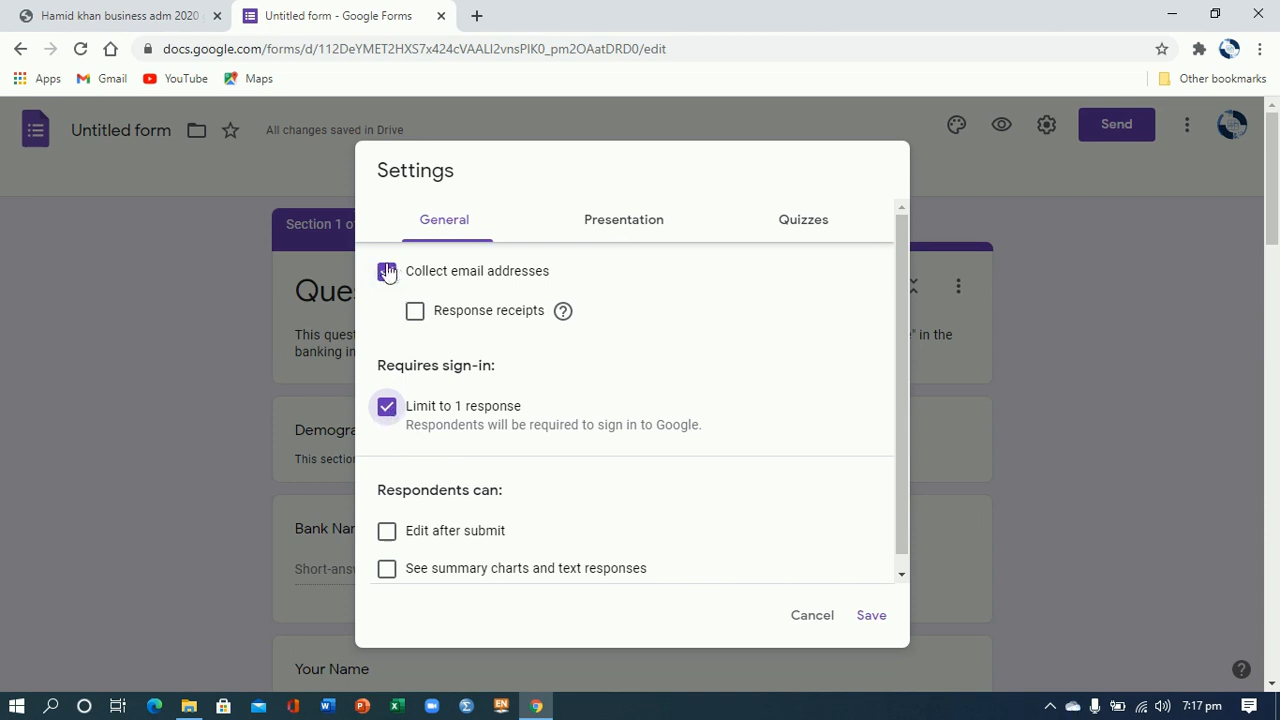 Hamid khan business adm 2020
Untitled form - Google Forms
docs.google.com/forms/d/112DeYMET2HXS7x424cVAALI2vnsPlK0_pm2OAatDRD0/edit
Apps
Gmail
YouTube
Maps
Other bookmarks
Untitled form
All changes saved in Drive
Send
Settings
General
Presentation
Quizzes
Section 1 o
Collect email addresses
Ques
Response receipts
This quest
" in the
banking in
Requires sign-in:
Limit to 1 response
Respondents will be required to sign in to Google.
Demogra
This section
Respondents can:
Bank Nam
Edit after submit
Short-ans
See summary charts and text responses
Cancel
Save
Your Name
7:17 pm